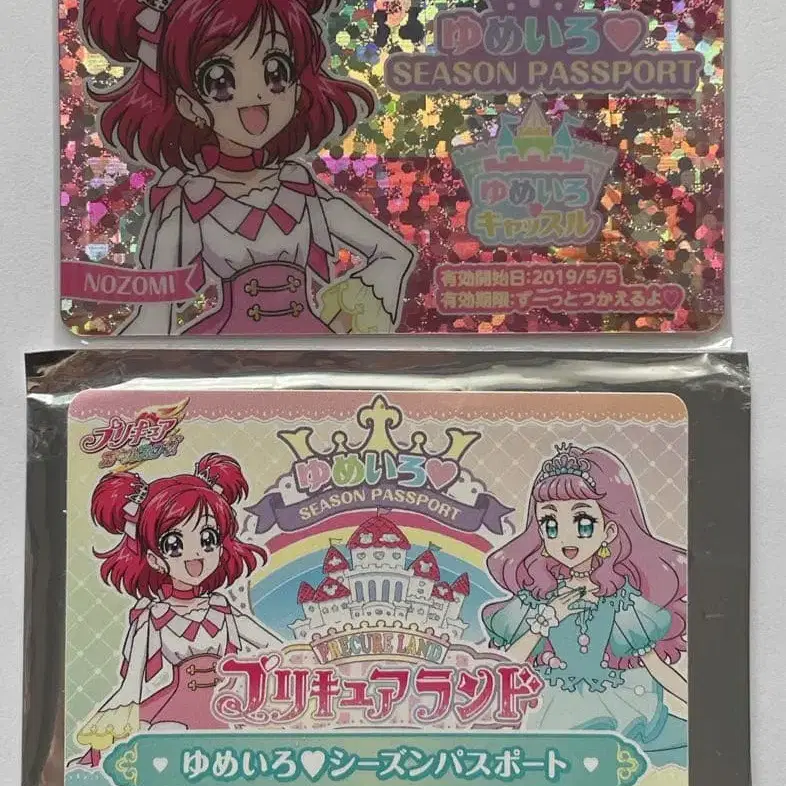 ゆめいろ♥
SEASON PASSPORT
ゆめいろ
キャッスル
NOZOMI
有効開始日:2019/5/5
有効期限:ずーっとつかえるよ♡
プリキュア
ゆめいろ♥
SEASON PASSPORT
PRECURE LAND
プリキュアランド
♥ ゆめいろ♥シーズンパスポート ♥